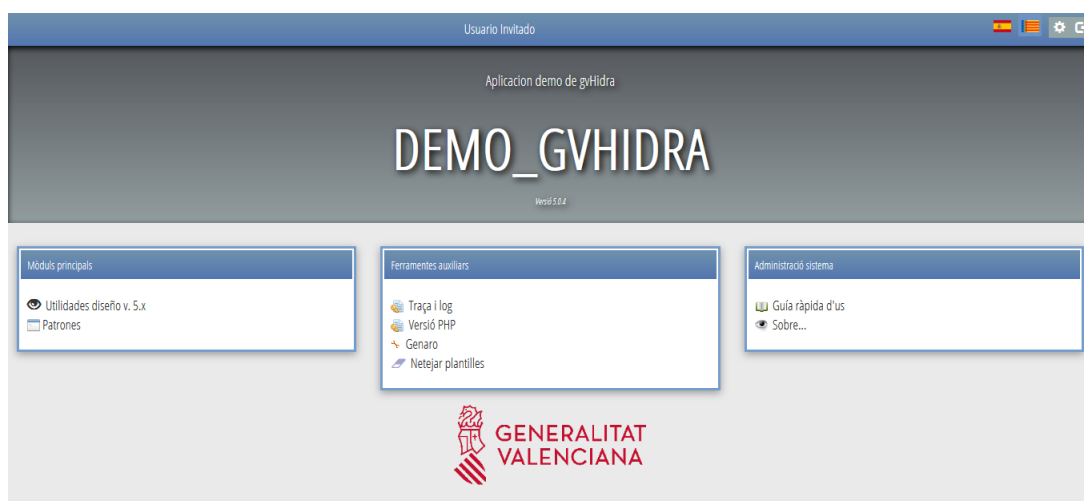 Usuario Invitado
Aplicacion demo de gvHidra
DEMO_GVHIDRA
Versió 5.0.4
Mòduls principals
Utilidades diseño v. 5.x
Patrones
Ferramentes auxiliars
Traça i log
Versió PHP
Genaro
Netejar plantilles
Administració sistema
Guía ràpida d'us
Sobre...
GENERALITAT
VALENCIANA